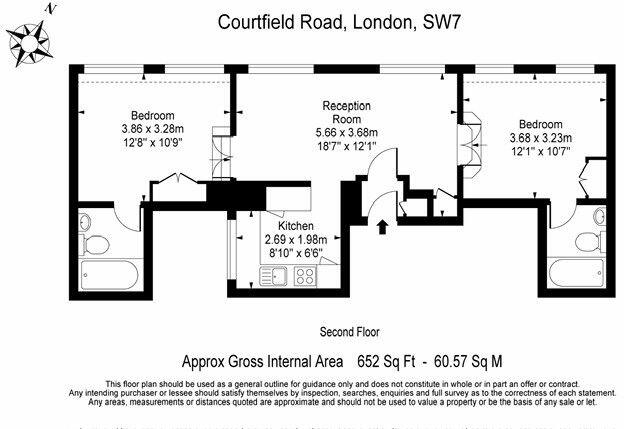 Courtfield Road, London, SW7
N
Bedroom
3.86 x 3.28m
12'8" x 10'9"
Reception
Room
5.66 x 3.68m
18'7" x 12'1"
Bedroom
3.68 x 3.23m
12'1" x 10'7"
Kitchen
2.69 x 1.98m
8'10" x 6'6"
Second Floor
Approx Gross Internal Area 652 Sq Ft - 60.57 Sq M
This floor plan should be used as a general outline for guidance only and does not constitute in whole or in part an offer or contract.
Any intending purchaser or lessee should satisfy themselves by inspection, searches, enquiries and full survey as to the correctness of each statement.
Any areas, measurements or distances quoted are approximate and should not be used to value a property or be the basis of any sale or let.